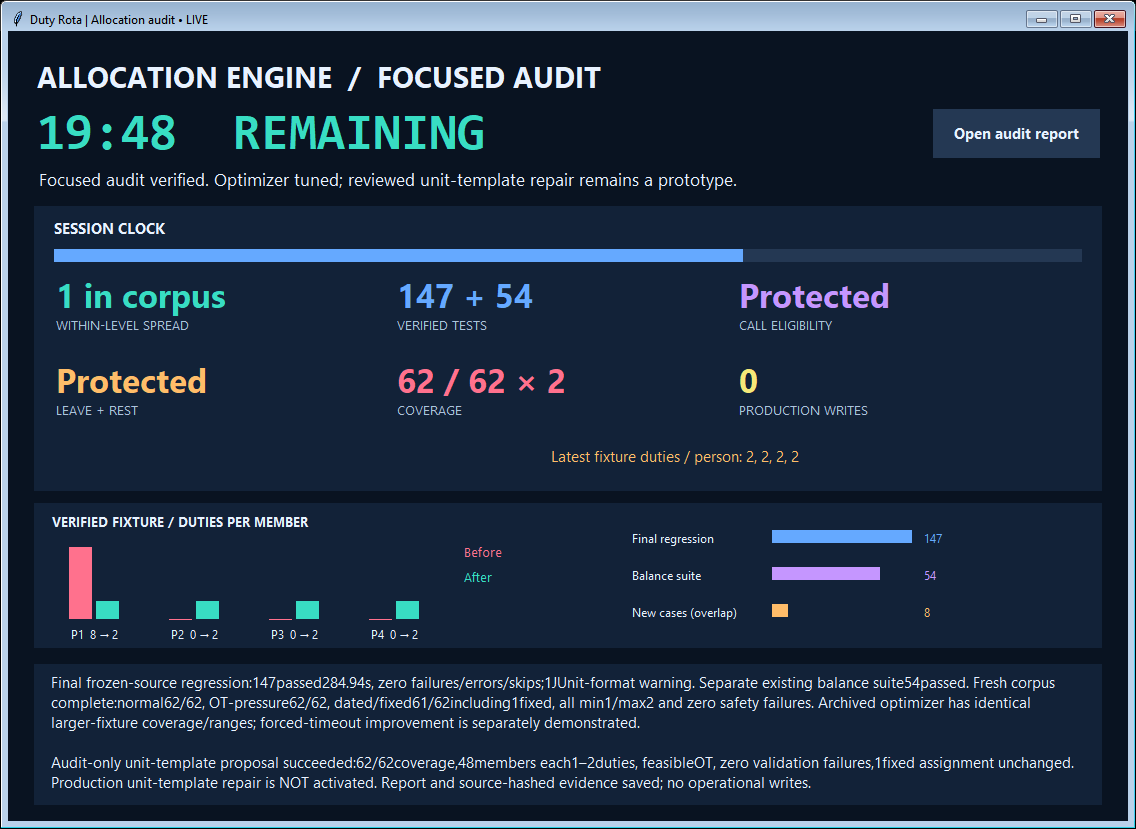 Duty Rota | Allocation audit • LIVE
ALLOCATION ENGINE / FOCUSED AUDIT
19:48 REMAINING
Open audit report
Focused audit verified. Optimizer tuned; reviewed unit-template repair remains a prototype.
SESSION CLOCK
1 in corpus
WITHIN-LEVEL SPREAD
147 + 54
VERIFIED TESTS
Protected
CALL ELIGIBILITY
Protected
LEAVE + REST
62 / 62 × 2
COVERAGE
0
PRODUCTION WRITES
Latest fixture duties / person: 2, 2, 2, 2
VERIFIED FIXTURE / DUTIES PER MEMBER
Before
After
P1 8→2
P2 0→2
P3 0→2
P4 0→2
Final regression 147
Balance suite 54
New cases (overlap) 8
Final frozen-source regression:147passed284.94s, zero failures/errors/skips;1JUnit-format warning. Separate existing balance suite54passed. Fresh corpus
complete:normal62/62, OT-pressure62/62, dated/fixed61/62including1fixed, all min1/max2 and zero safety failures. Archived optimizer has identical
larger-fixture coverage/ranges; forced-timeout improvement is separately demonstrated.
Audit-only unit-template proposal succeeded:62/62coverage,48members each1–2duties, feasibleOT, zero validation failures,1fixed assignment unchanged.
Production unit-template repair is NOT activated. Report and source-hashed evidence saved; no operational writes.